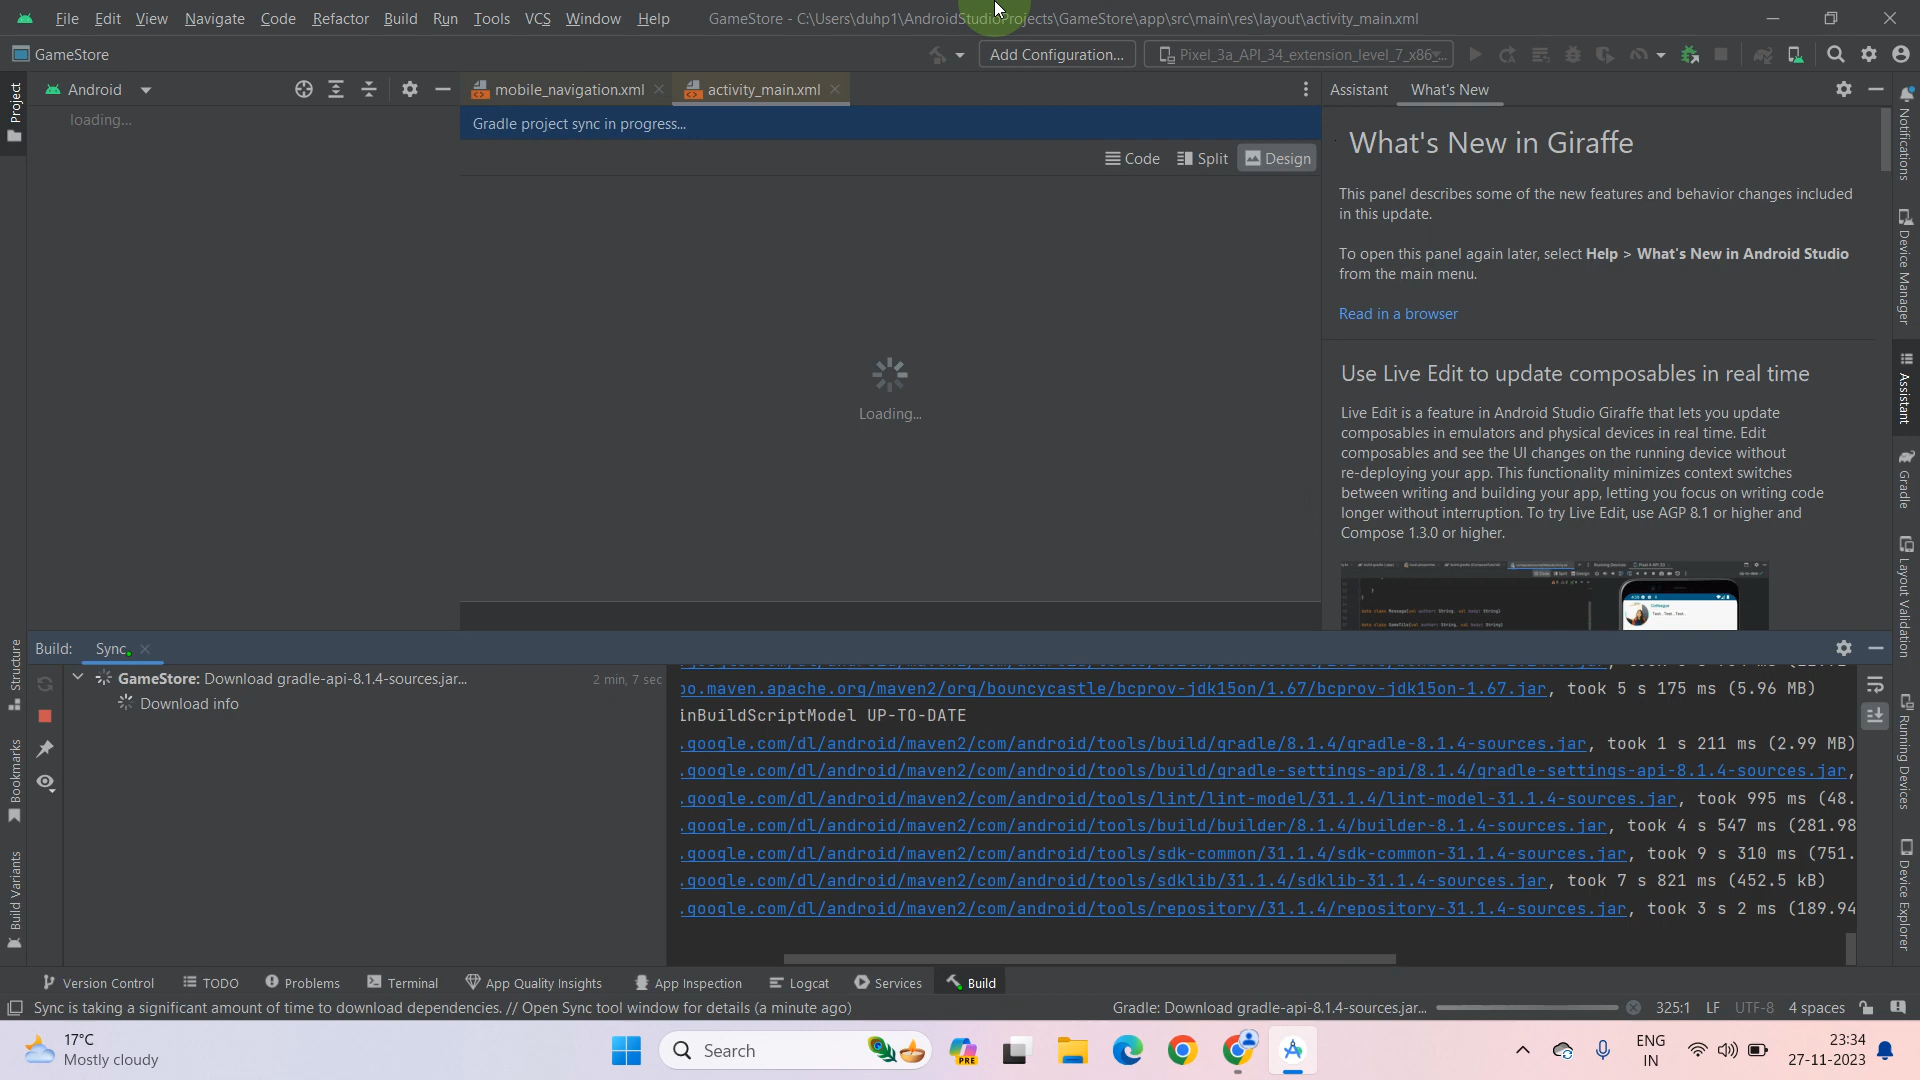 File Edit View Navigate Code Refactor Build Run Tools VCS Window Help GameStore - C:\Users\duhp1\AndroidStudioProjects\GameStore\app\src\main\res\layout\activity_main.xml
GameStore Add Configuration... Pixel_3a_API_34_extension_level_7_x86_...
Project Android mobile_navigation.xml activity_main.xml Assistant What's New
loading...
Gradle project sync in progress...
Code Split Design
What's New in Giraffe
This panel describes some of the new features and behavior changes included
in this update.
To open this panel again later, select Help > What's New in Android Studio
from the main menu.
Read in a browser
Use Live Edit to update composables in real time
Live Edit is a feature in Android Studio Giraffe that lets you update
composables in emulators and physical devices in real time. Edit
composables and see the UI changes on the running device without
re-deploying your app. This functionality minimizes context switches
between writing and building your app, letting you focus on writing code
longer without interruption. To try Live Edit, use AGP 8.1 or higher and
Compose 1.3.0 or higher.
Loading...
Notifications
Device Manager
Assistant
Gradle
Layout Validation
Running Devices
Device Explorer
Structure
Bookmarks
Build Variants
Build: Sync
GameStore: Download gradle-api-8.1.4-sources.jar... 2 min, 7 sec
Download info
po.maven.apache.org/maven2/org/bouncycastle/bcprov-jdk15on/1.67/bcprov-jdk15on-1.67.jar, took 5 s 175 ms (5.96 MB)
inBuildScriptModel UP-TO-DATE
.google.com/dl/android/maven2/com/android/tools/build/gradle/8.1.4/gradle-8.1.4-sources.jar, took 1 s 211 ms (2.99 MB)
.google.com/dl/android/maven2/com/android/tools/build/gradle-settings-api/8.1.4/gradle-settings-api-8.1.4-sources.jar,
.google.com/dl/android/maven2/com/android/tools/lint/lint-model/31.1.4/lint-model-31.1.4-sources.jar, took 995 ms (48.
.google.com/dl/android/maven2/com/android/tools/build/builder/8.1.4/builder-8.1.4-sources.jar, took 4 s 547 ms (281.98
.google.com/dl/android/maven2/com/android/tools/sdk-common/31.1.4/sdk-common-31.1.4-sources.jar, took 9 s 310 ms (751.
.google.com/dl/android/maven2/com/android/tools/sdklib/31.1.4/sdklib-31.1.4-sources.jar, took 7 s 821 ms (452.5 kB)
.google.com/dl/android/maven2/com/android/tools/repository/31.1.4/repository-31.1.4-sources.jar, took 3 s 2 ms (189.94
Version Control TODO Problems Terminal App Quality Insights App Inspection Logcat Services Build
Sync is taking a significant amount of time to download dependencies. // Open Sync tool window for details (a minute ago) Gradle: Download gradle-api-8.1.4-sources.jar... 325:1 LF UTF-8 4 spaces
17°C
Mostly cloudy
Search
PRE
ENG
IN
23:34
27-11-2023